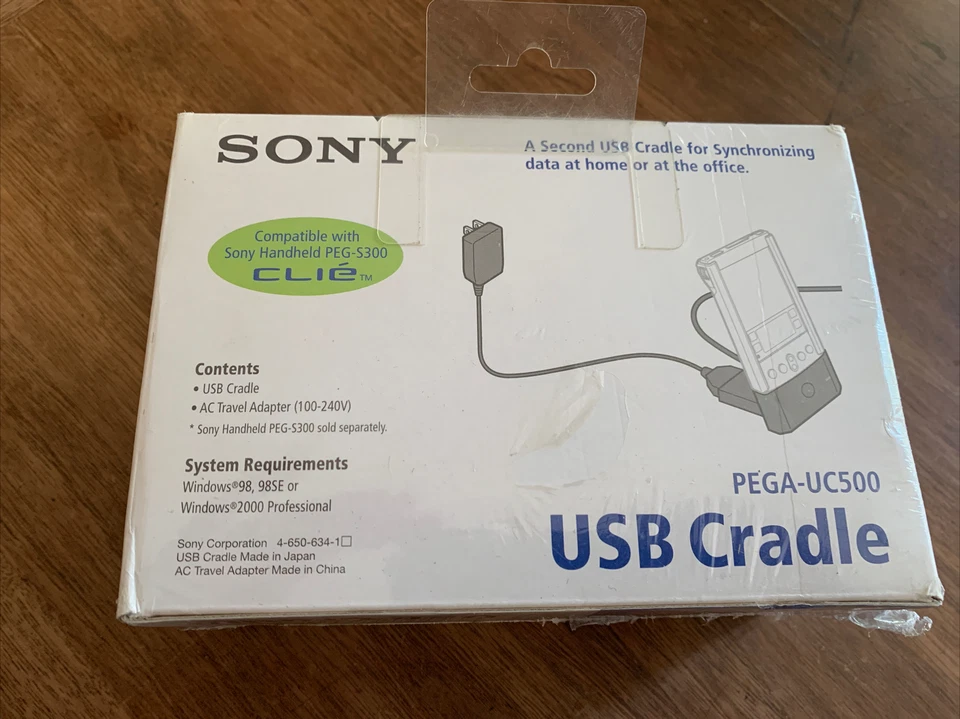 SONY
A Second USB Cradle for Synchronizing
data at home or at the office.
Compatible with
Sony Handheld PEG-S300
CLIÉ™
Contents
• USB Cradle
• AC Travel Adapter (100-240V)
* Sony Handheld PEG-S300 sold separately.
System Requirements
Windows®98, 98SE or
Windows®2000 Professional
Sony Corporation 4-650-634-1□
USB Cradle Made in Japan
AC Travel Adapter Made in China
PEGA-UC500
USB Cradle